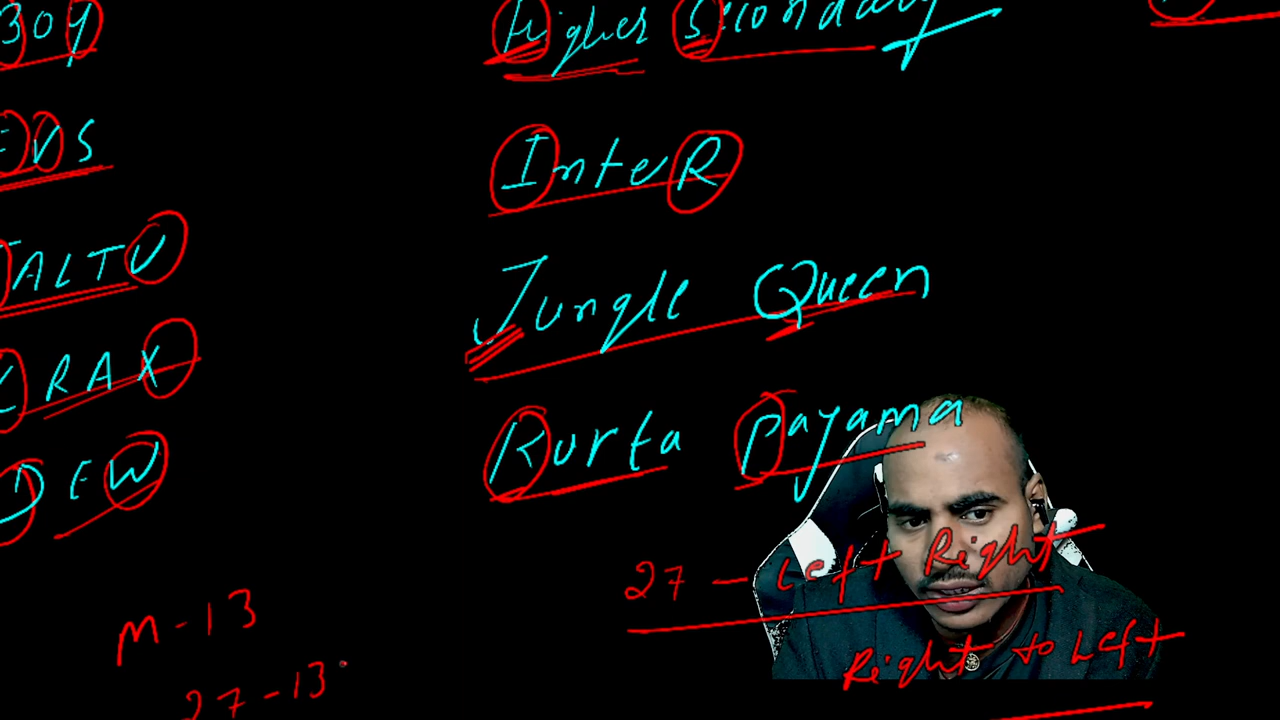 Higher Secondary
EVS
InteR
ALTU
Jungle Queen
RAX
Kurta Payama
DEW
27 - Left Right
M - 13
Right to Left
27 - 13